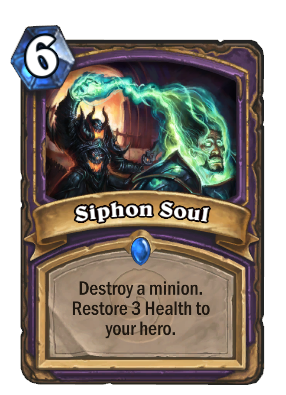 6
Siphon Soul
Destroy a minion.
Restore 3 Health to
your hero.